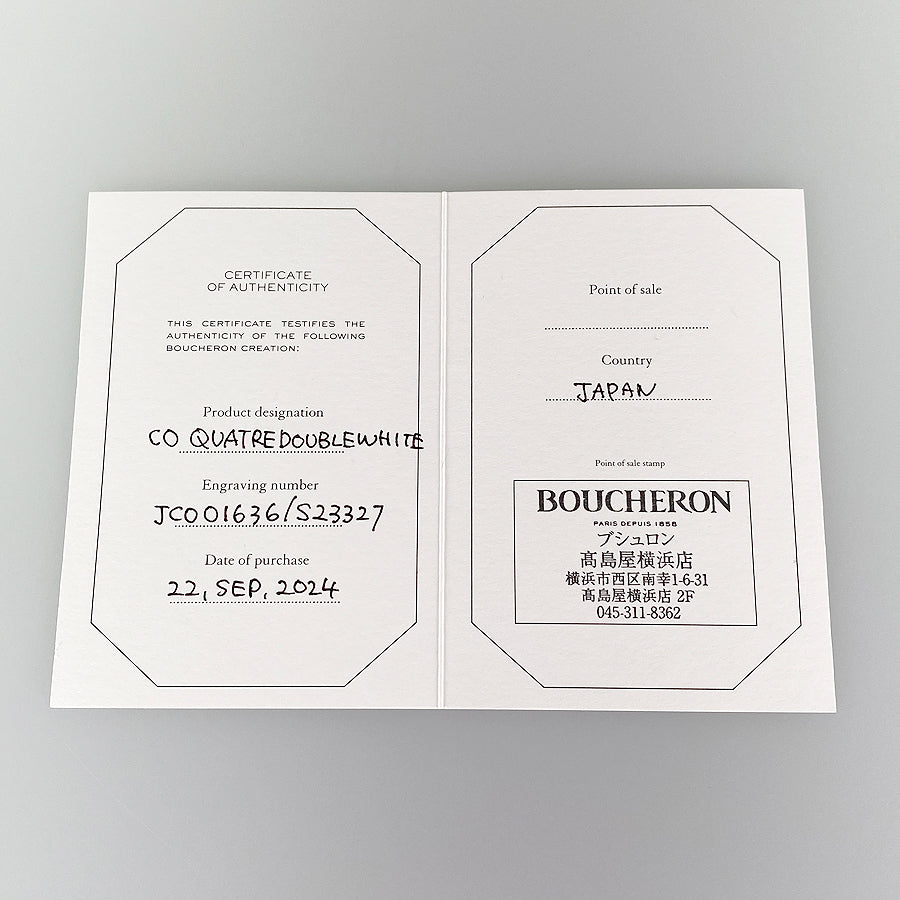 CERTIFICATE
OF AUTHENTICITY
THIS CERTIFICATE TESTIFIES THE
AUTHENTICITY OF THE FOLLOWING
BOUCHERON CREATION:
Product designation
CO QUATREDOUBLEWHITE
Engraving number
JCO01636/S23327
Date of purchase
22, SEP, 2024
Point of sale
Country
JAPAN
Point of sale stamp
BOUCHERON
PARIS DEPUIS 1858
ブシュロン
髙島屋横浜店
横浜市西区南幸1-6-31
髙島屋横浜店 2F
045-311-8362